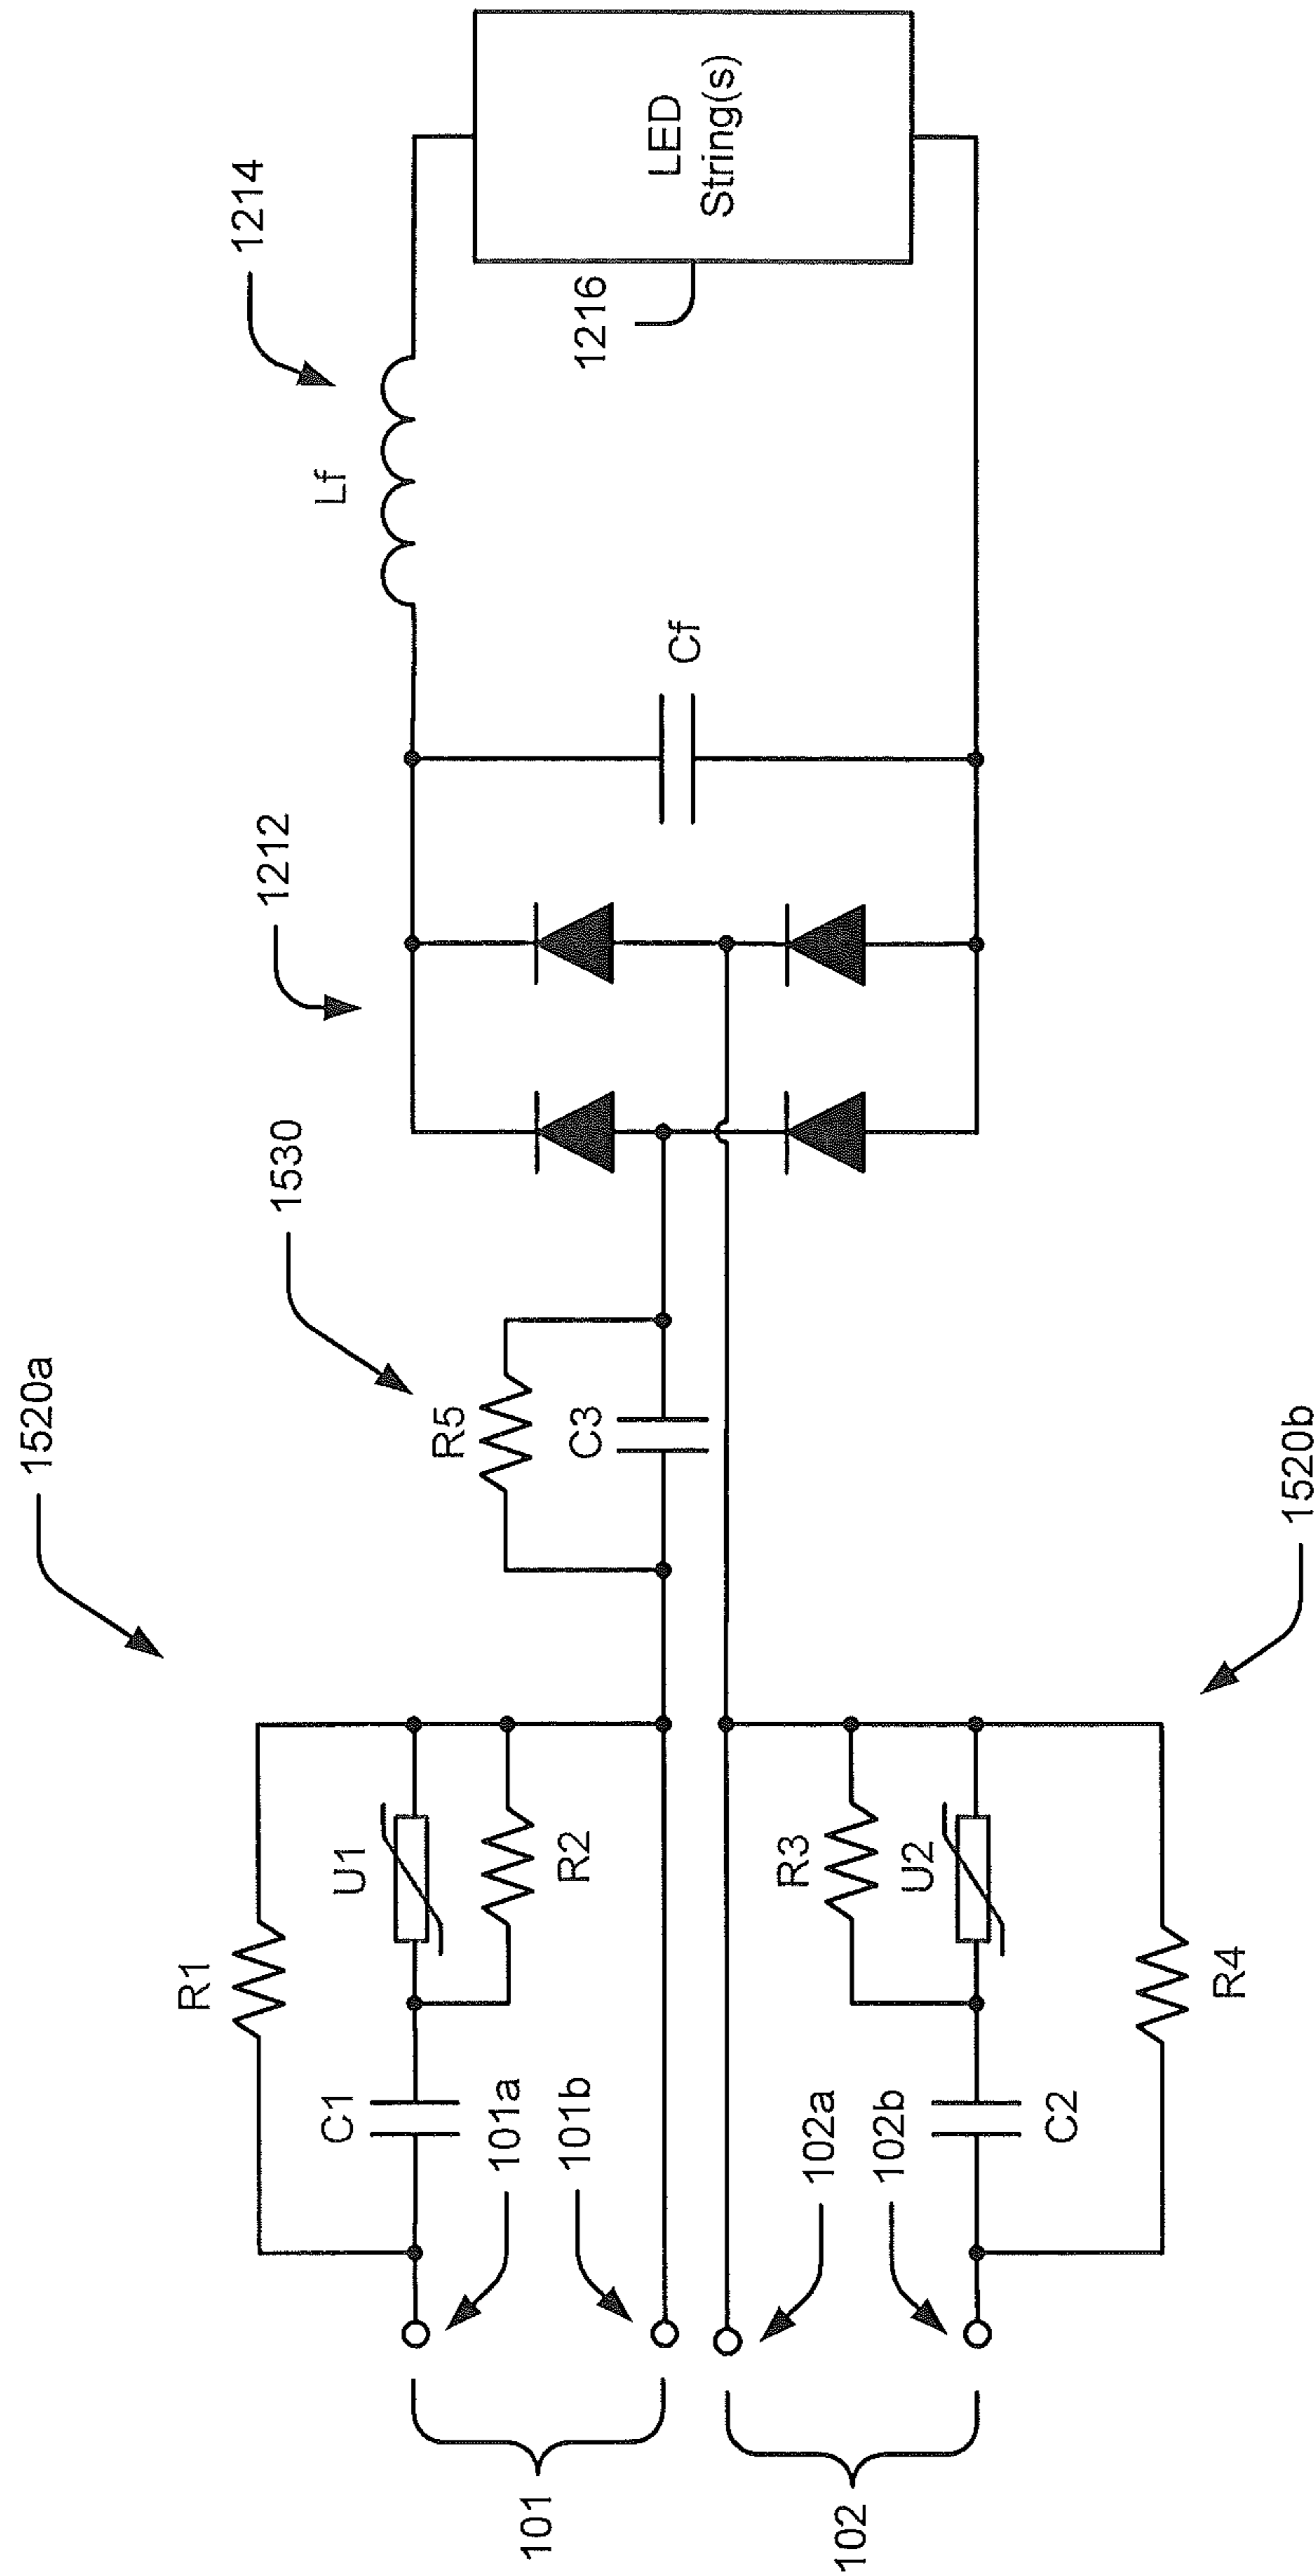 1520a
1530
1212
1214
R1
R5
Lf
C1
U1
C3
101a
R2
LED
String(s)
101
101b
Cf
1216
102a
R3
102
102b
U2
C2
R4
1520b